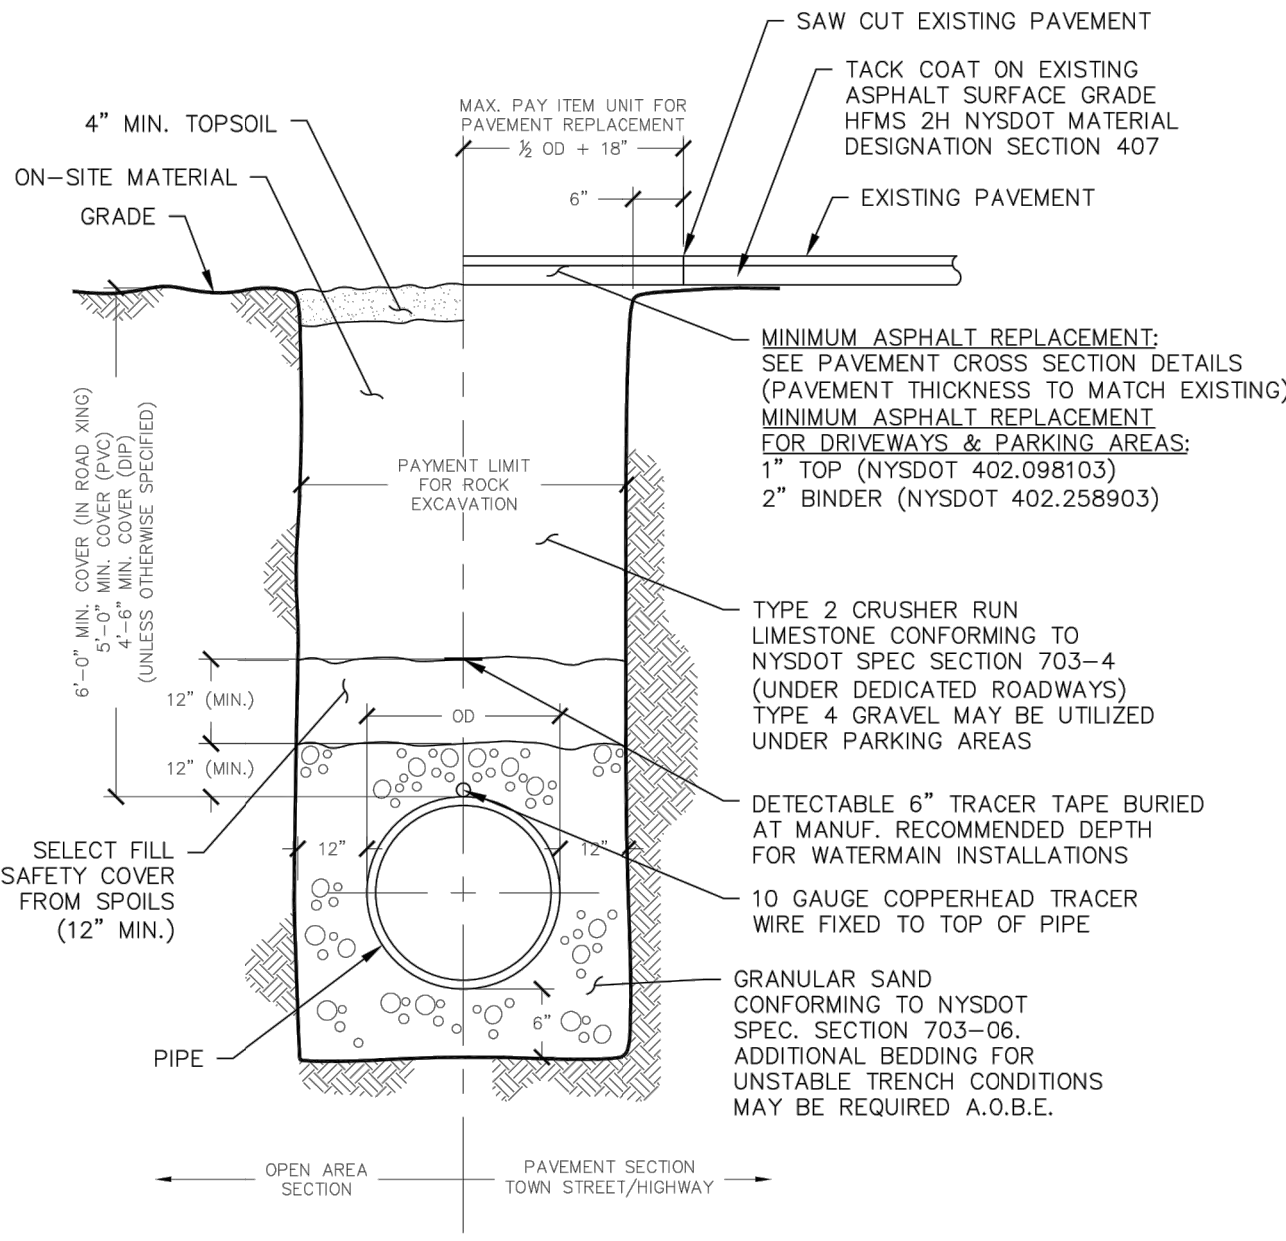 SAW CUT EXISTING PAVEMENT
TACK COAT ON EXISTING
ASPHALT SURFACE GRADE
HFMS 2H NYSDOT MATERIAL
DESIGNATION SECTION 407
EXISTING PAVEMENT
MAX. PAY ITEM UNIT FOR
PAVEMENT REPLACEMENT
½ OD + 18"
6"
4" MIN. TOPSOIL
ON-SITE MATERIAL
GRADE
MINIMUM ASPHALT REPLACEMENT:
SEE PAVEMENT CROSS SECTION DETAILS
(PAVEMENT THICKNESS TO MATCH EXISTING)
MINIMUM ASPHALT REPLACEMENT
FOR DRIVEWAYS & PARKING AREAS:
1" TOP (NYSDOT 402.098103)
2" BINDER (NYSDOT 402.258903)
6'-0" MIN. COVER (IN ROAD XING)
5'-0" MIN. COVER (PVC)
4'-6" MIN. COVER (DIP)
(UNLESS OTHERWISE SPECIFIED)
PAYMENT LIMIT
FOR ROCK
EXCAVATION
TYPE 2 CRUSHER RUN
LIMESTONE CONFORMING TO
NYSDOT SPEC SECTION 703-4
(UNDER DEDICATED ROADWAYS)
TYPE 4 GRAVEL MAY BE UTILIZED
UNDER PARKING AREAS
12" (MIN.)
OD
12" (MIN.)
DETECTABLE 6" TRACER TAPE BURIED
AT MANUF. RECOMMENDED DEPTH
FOR WATERMAIN INSTALLATIONS
12"
12"
SELECT FILL
SAFETY COVER
FROM SPOILS
(12" MIN.)
10 GAUGE COPPERHEAD TRACER
WIRE FIXED TO TOP OF PIPE
GRANULAR SAND
CONFORMING TO NYSDOT
SPEC. SECTION 703-06.
ADDITIONAL BEDDING FOR
UNSTABLE TRENCH CONDITIONS
MAY BE REQUIRED A.O.B.E.
6"
PIPE
OPEN AREA
SECTION
PAVEMENT SECTION
TOWN STREET/HIGHWAY